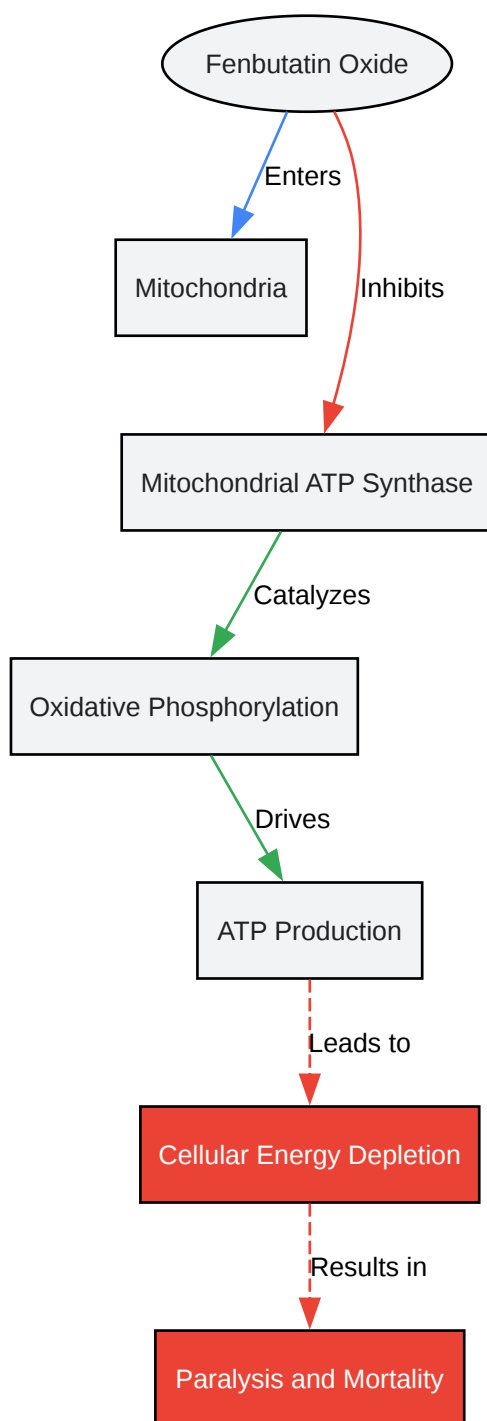 Fenbutatin Oxide
Enters
Mitochondria
Inhibits
Mitochondrial ATP Synthase
Catalyzes
Oxidative Phosphorylation
Drives
ATP Production
Leads to
Cellular Energy Depletion
Results in
Paralysis and Mortality